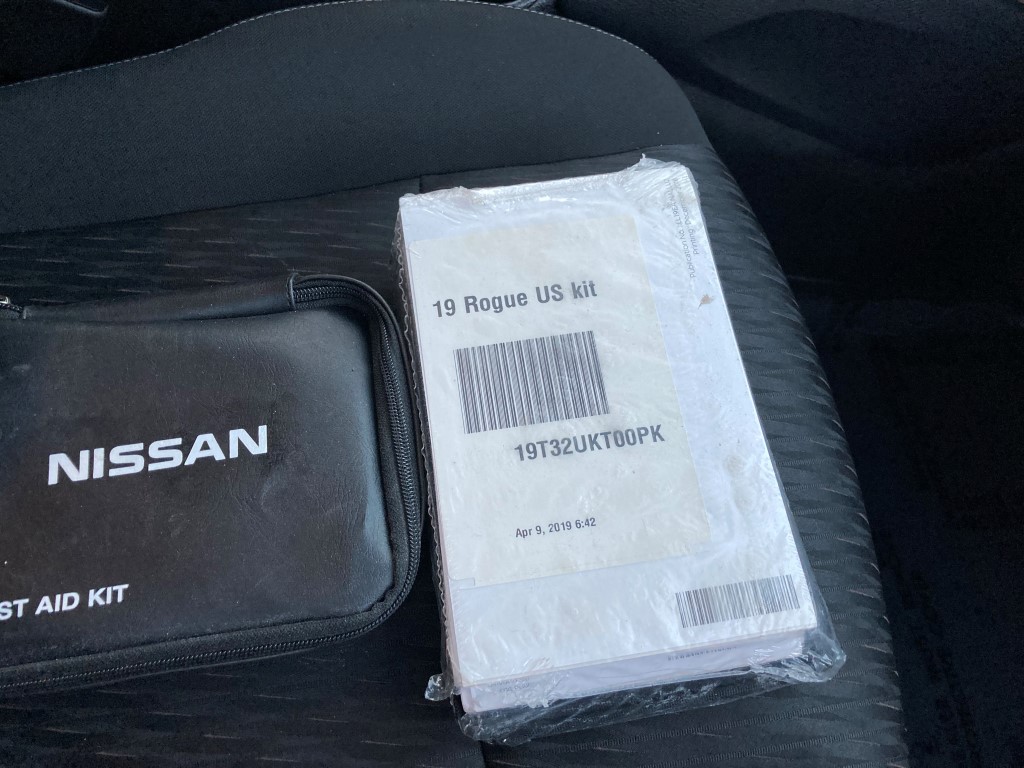 19 Rogue US kit
19T32UKT00PK
Apr 9, 2019 6:42
NISSAN
ST AID KIT